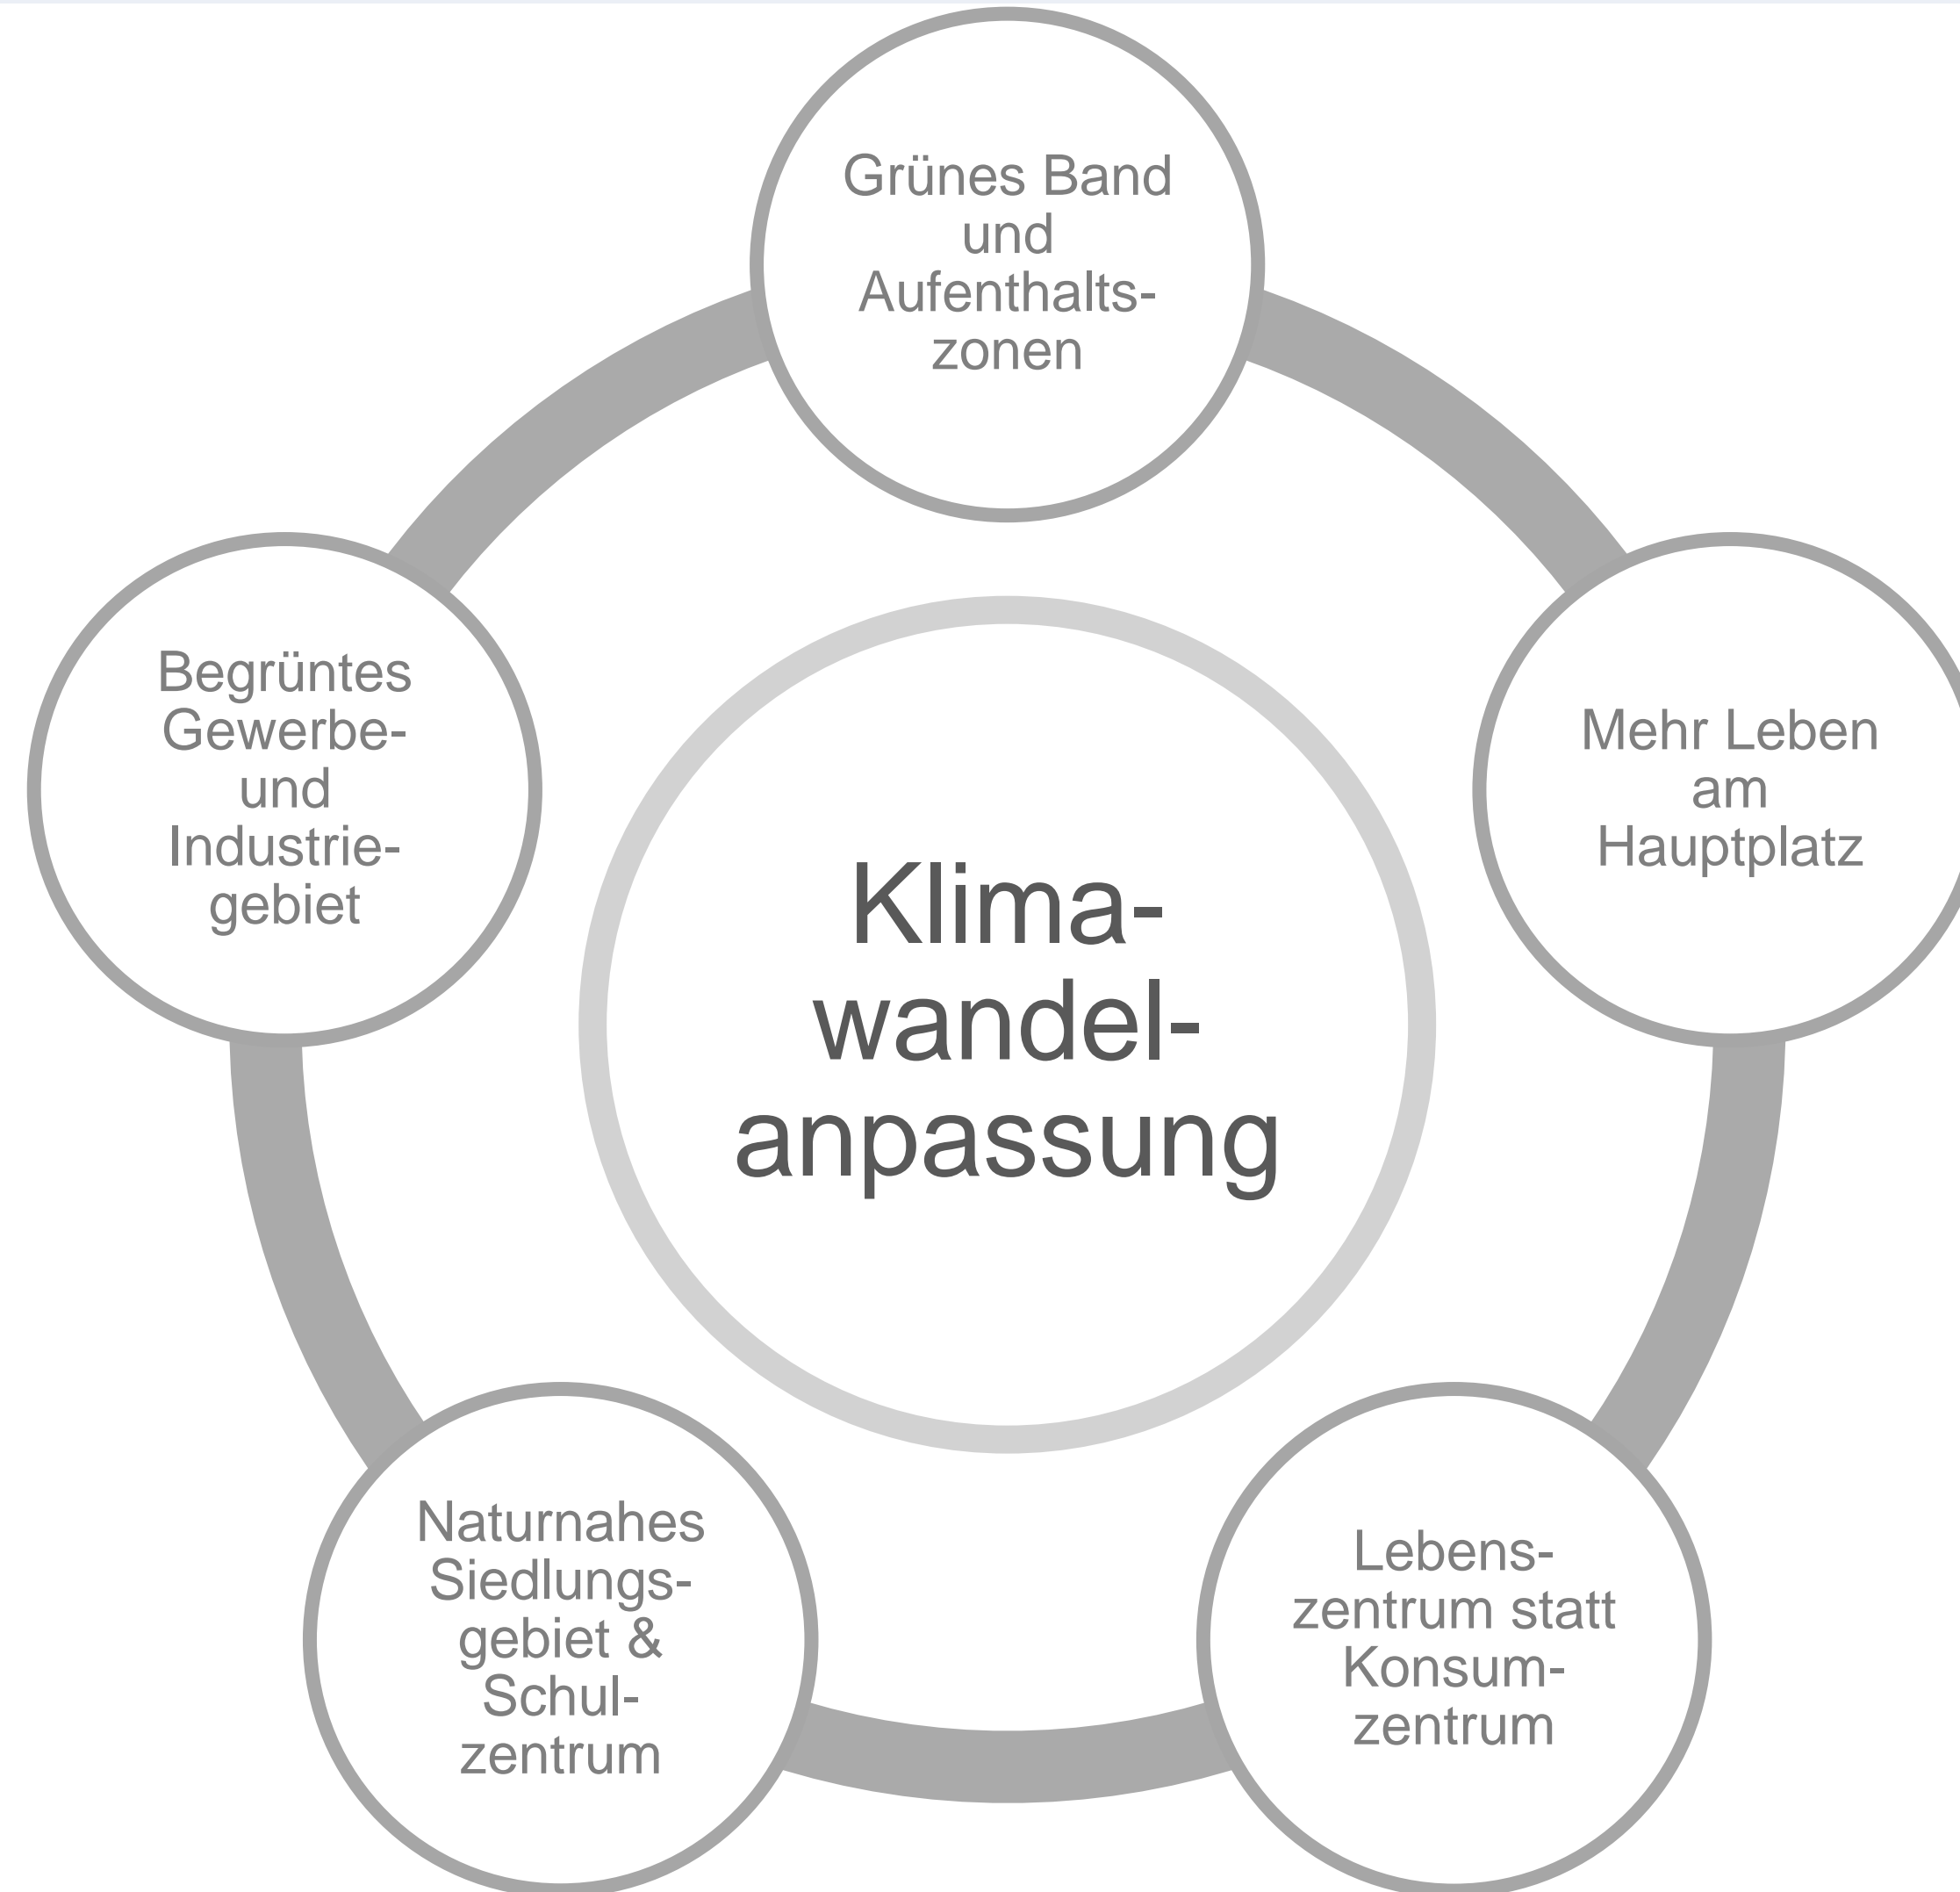 Grünes Band
und
Aufenthalts-
zonen
Mehr Leben
am
Hauptplatz
Lebens-
zentrum statt
Konsum-
zentrum
Naturnahes
Siedlungs-
gebiet &
Schul-
zentrum
Begrüntes
Gewerbe-
und
Industrie-
gebiet
Klima-
wandel-
anpassung